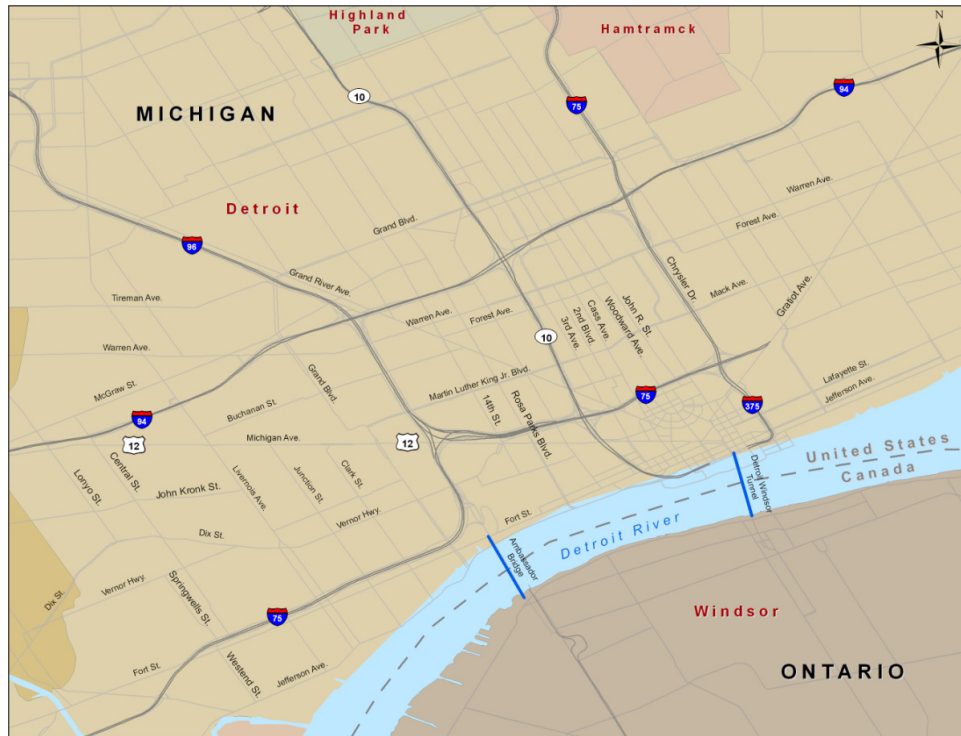 Highland
Park
Hamtramck
N
10
75
94
MICHIGAN
Detroit
Grand Blvd.
Warren Ave.
Forest Ave.
96
Grand River Ave.
Chrysler Dr.
Mack Ave.
Gratiot Ave.
Tireman Ave.
Warren Ave.
Forest Ave.
10
3rd Ave.
2nd Blvd.
Cass Ave.
Woodward Ave.
John R. St.
Warren Ave.
McGraw St.
Grand Blvd.
Martin Luther King Jr. Blvd.
Lafayette St.
Jefferson Ave.
94
Buchanan St.
14th St.
Rosa Parks Blvd.
75
375
12
Michigan Ave.
12
Lonyo St.
Central St.
John Kronk St.
Livernois Ave.
Junction St.
Clark St.
United States
Canada
Detroit Windsor
Tunnel
Dix St.
Vernor Hwy.
Fort St.
Detroit River
Ambassador
Bridge
Dix St.
Vernor Hwy.
Springwells St.
75
Windsor
Fort St.
Westend St.
Jefferson Ave.
ONTARIO